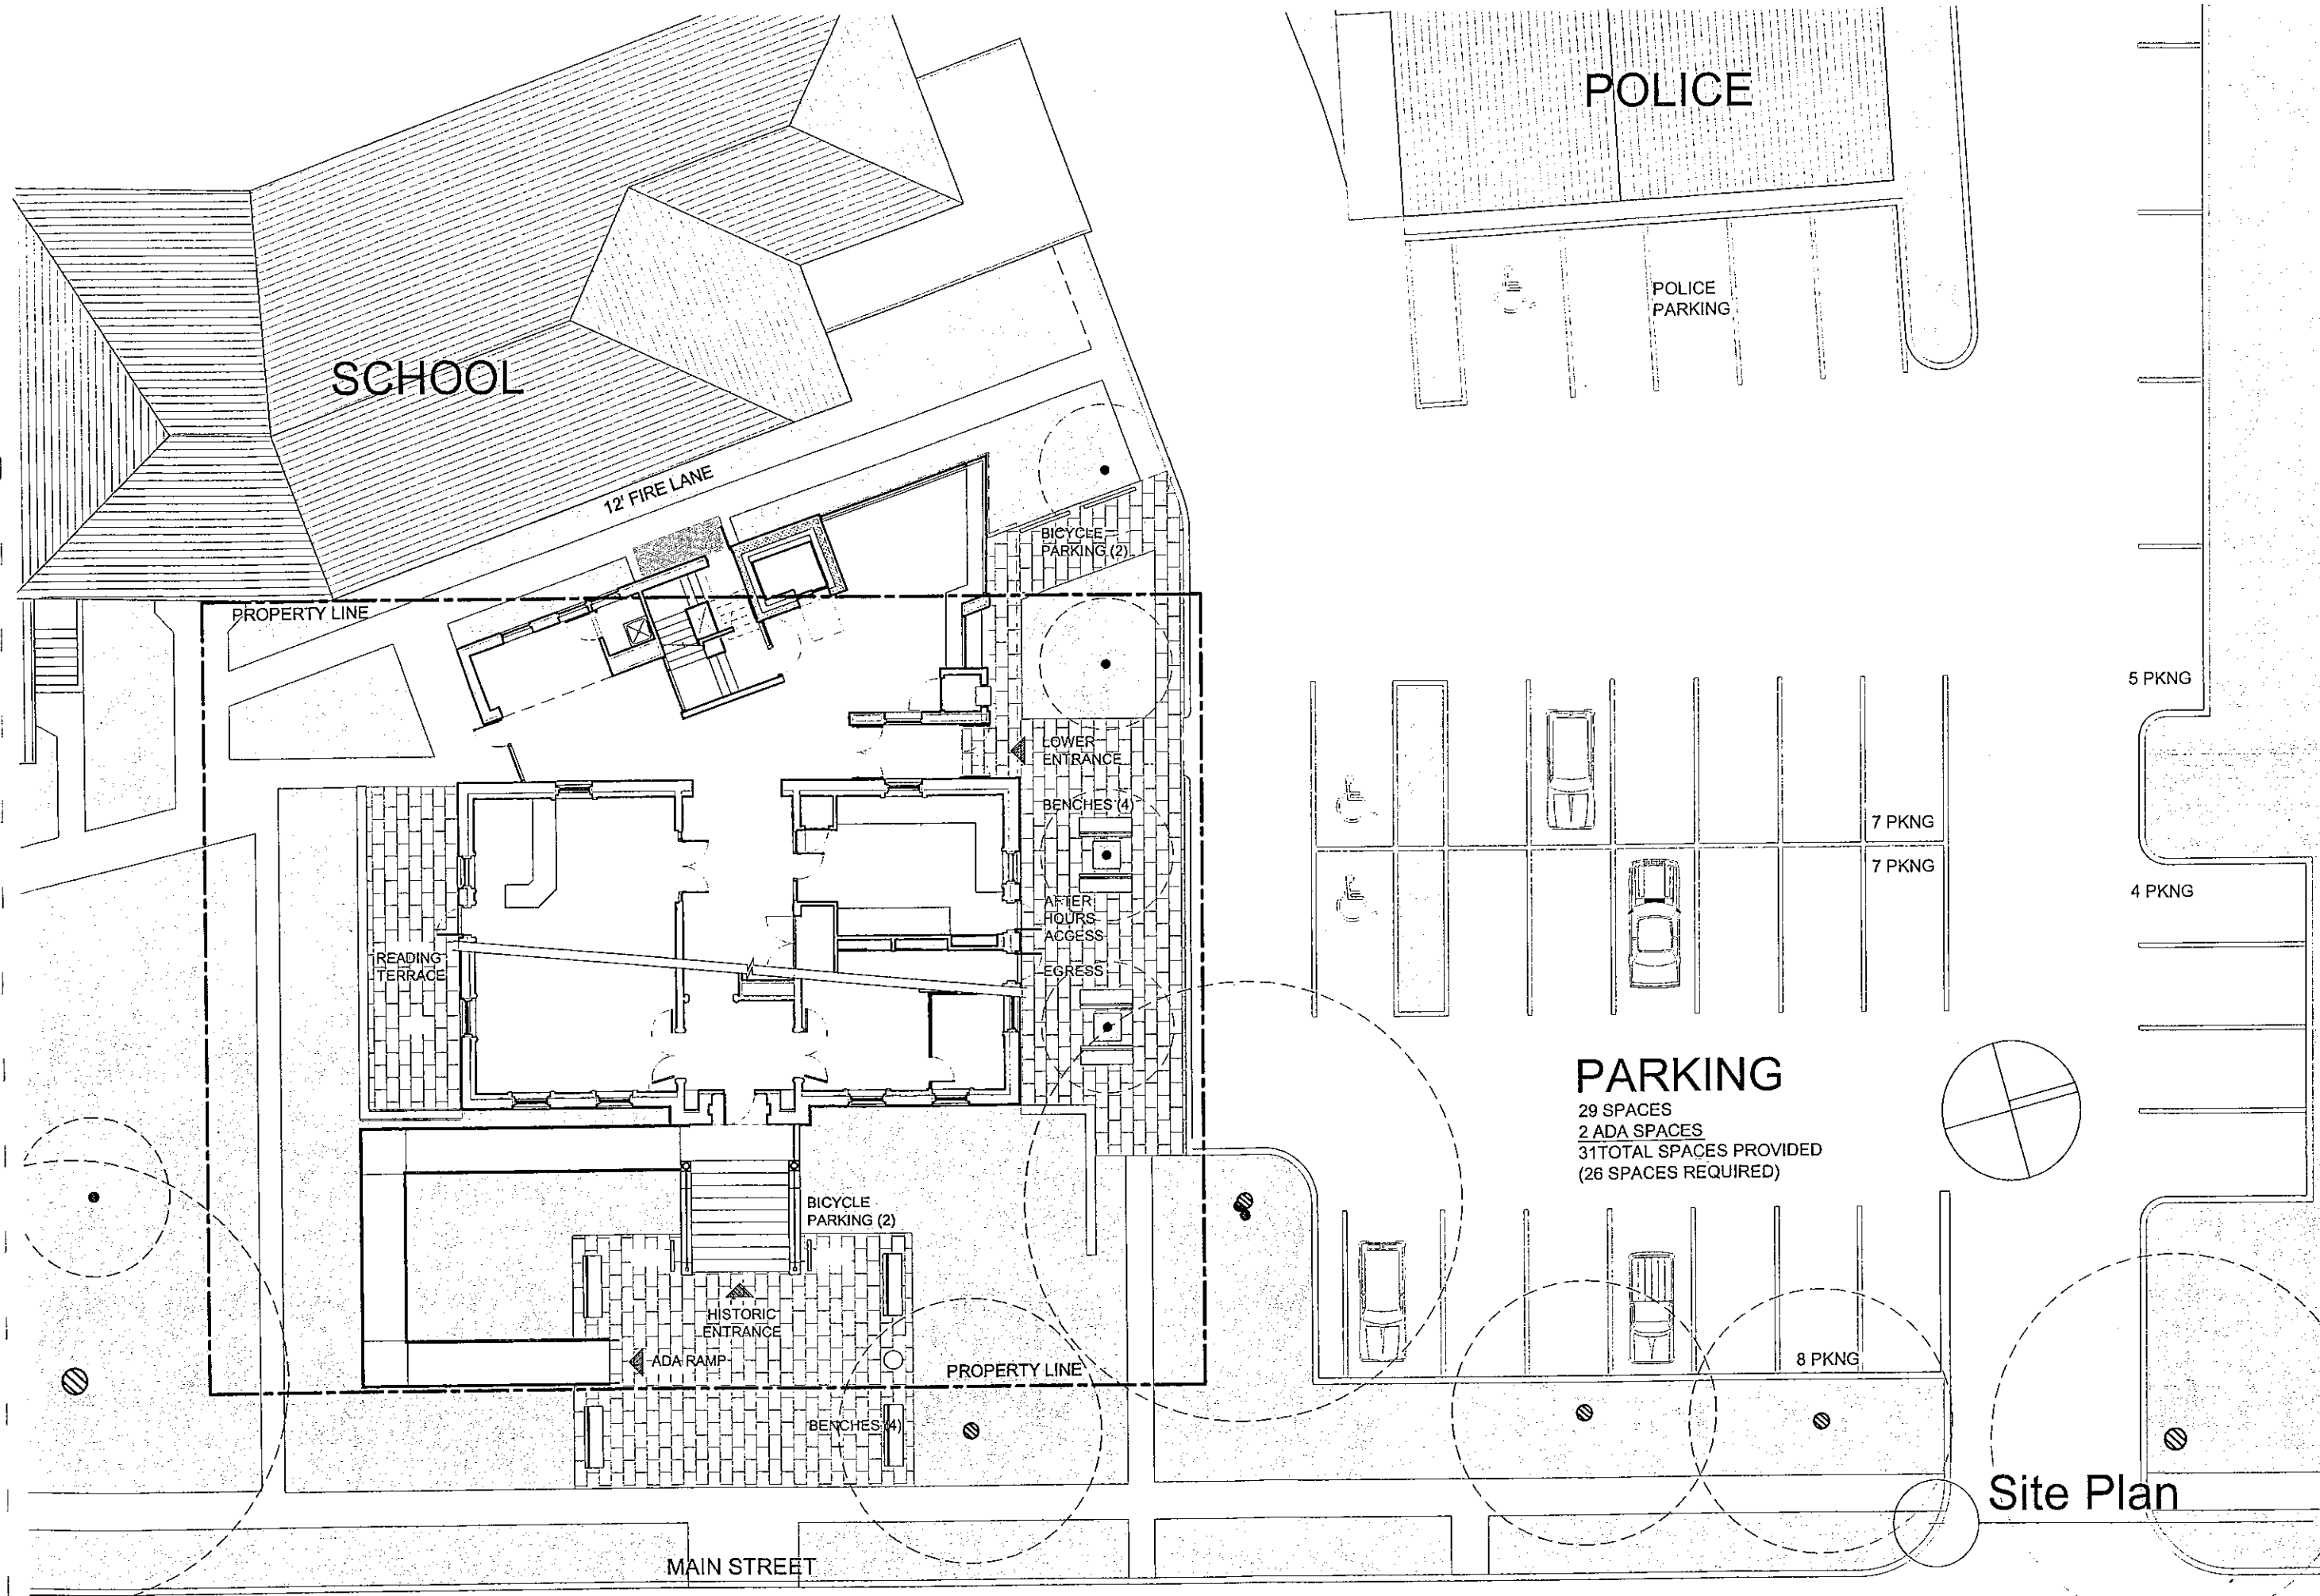 POLICE
POLICE
PARKING
SCHOOL
12' FIRE LANE
BICYCLE
PARKING (2)
PROPERTY LINE
5 PKNG
LOWER
ENTRANCE
BENCHES (4)
7 PKNG
7 PKNG
4 PKNG
AFTER
HOURS
ACCESS
EGRESS
READING
TERRACE
PARKING
29 SPACES
2 ADA SPACES
31TOTAL SPACES PROVIDED
(26 SPACES REQUIRED)
BICYCLE
PARKING (2)
HISTORIC
ENTRANCE
ADA RAMP
PROPERTY LINE
8 PKNG
BENCHES (4)
Site Plan
MAIN STREET